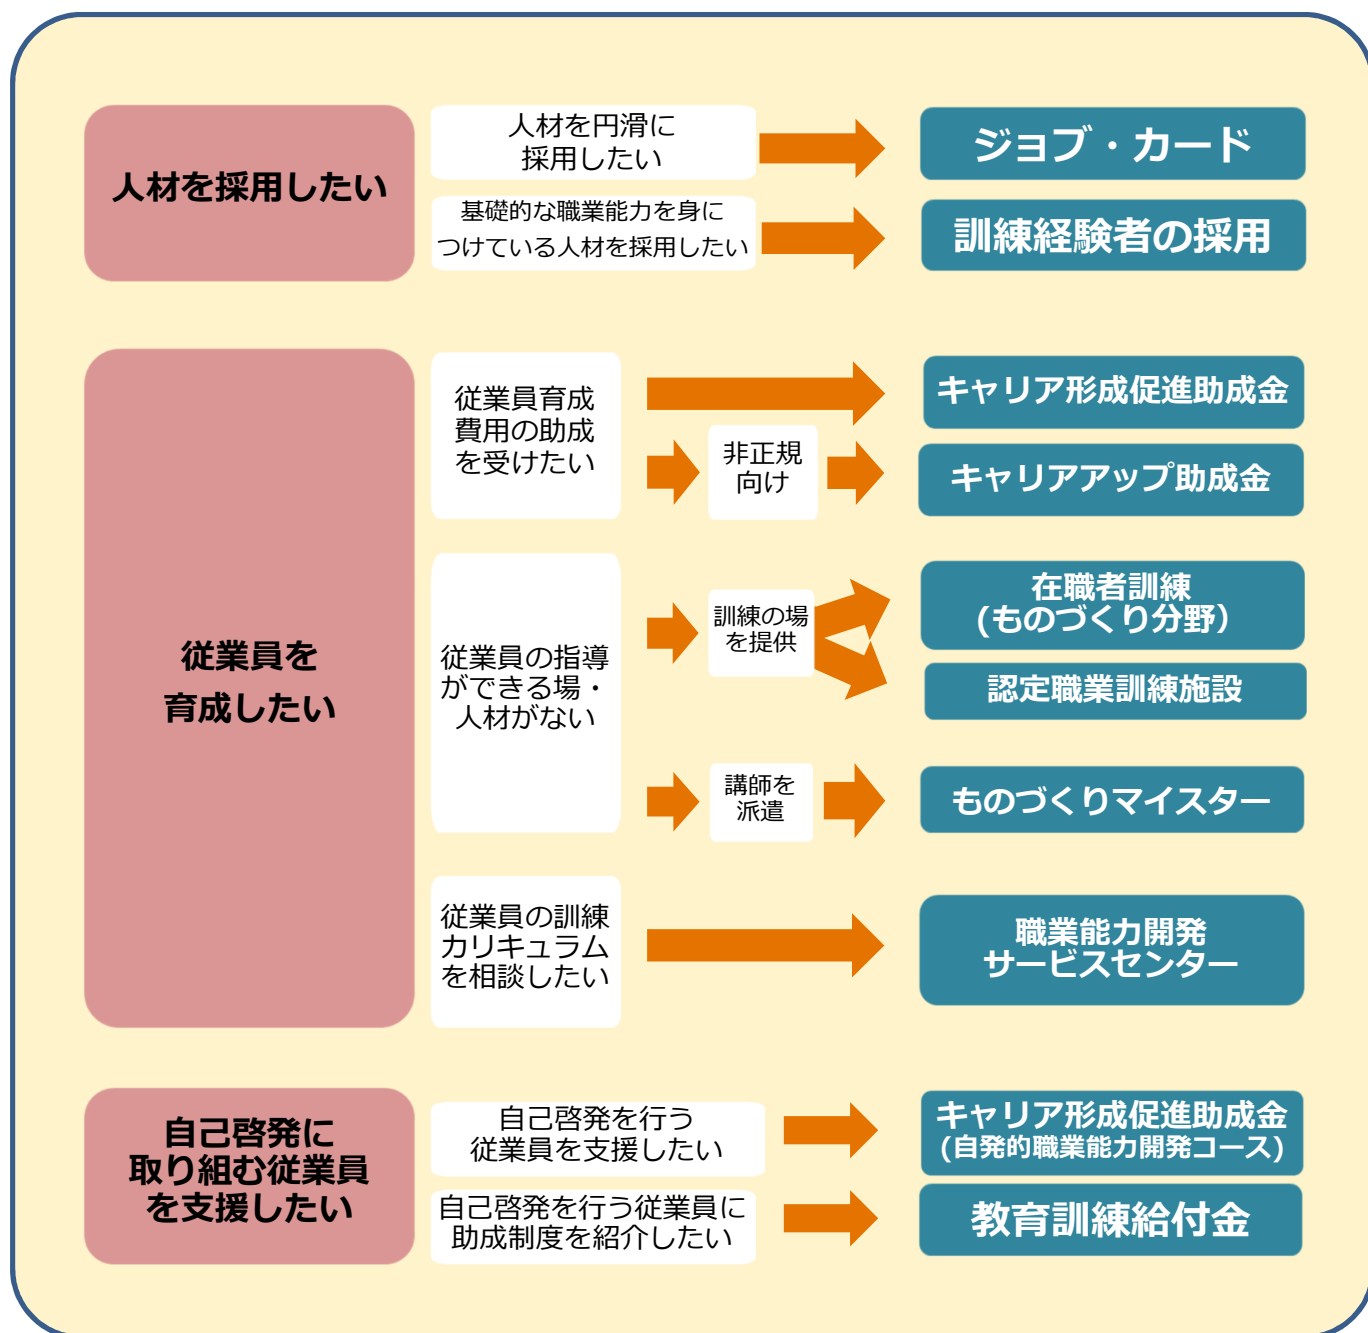 人材を採用したい
人材を円滑に
採用したい
ジョブ・カード
基礎的な職業能力を身に
つけている人材を採用したい
訓練経験者の採用
従業員を
育成したい
従業員育成
費用の助成
を受けたい
キャリア形成促進助成金
非正規
向け
キャリアアップ助成金
従業員の指導
ができる場・
人材がない
訓練の場
を提供
在職者訓練
(ものづくり分野）
認定職業訓練施設
講師を
派遣
ものづくりマイスター
従業員の訓練
カリキュラム
を相談したい
職業能力開発
サービスセンター
自己啓発に
取り組む従業員
を支援したい
自己啓発を行う
従業員を支援したい
キャリア形成促進助成金
(自発的職業能力開発コース)
自己啓発を行う従業員に
助成制度を紹介したい
教育訓練給付金